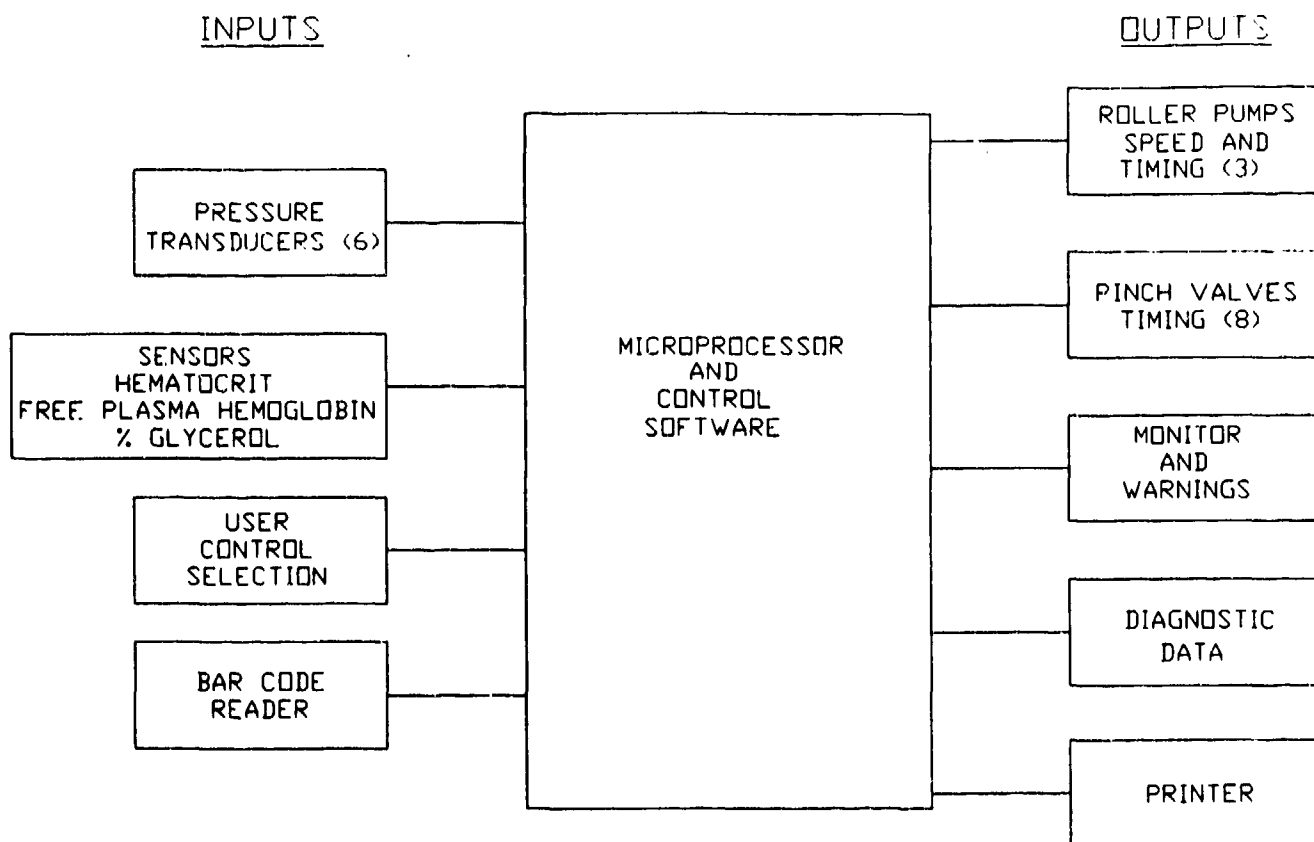 INPUTS
OUTPUTS
PRESSURE
TRANSDUCERS (6)
SENSORS
HEMATOCRIT
FREE PLASMA HEMOGLOBIN
% GLYCEROL
USER
CONTROL
SELECTION
BAR CODE
READER
MICROPROCESSOR
AND
CONTROL
SOFTWARE
ROLLER PUMPS
SPEED AND
TIMING (3)
PINCH VALVES
TIMING (8)
MONITOR
AND
WARNINGS
DIAGNOSTIC
DATA
PRINTER